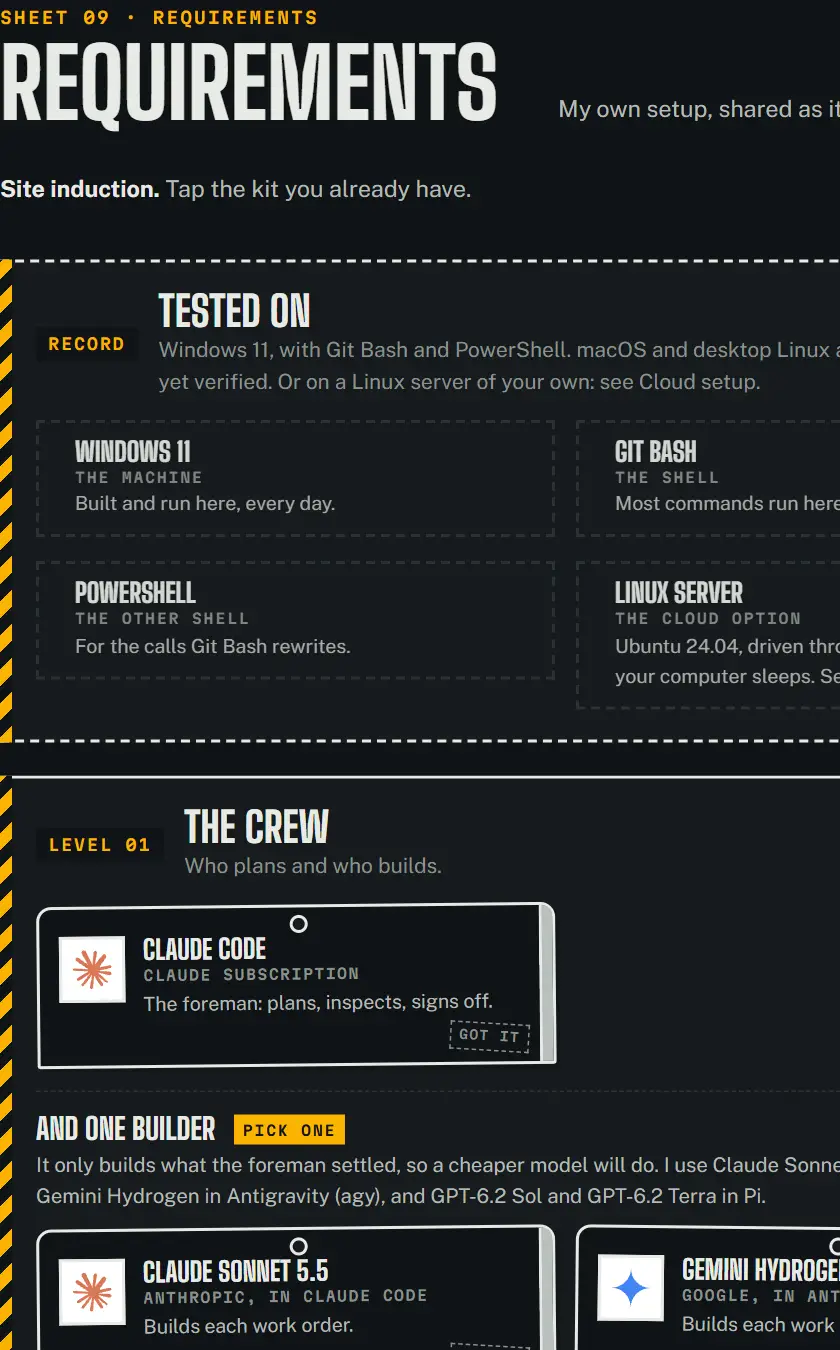 SHEET 09 · REQUIREMENTS
REQUIREMENTS
My own setup, shared as it
Site induction. Tap the kit you already have.
RECORD
TESTED ON
Windows 11, with Git Bash and PowerShell. macOS and desktop Linux
yet verified. Or on a Linux server of your own: see Cloud setup.
WINDOWS 11
THE MACHINE
Built and run here, every day.
GIT BASH
THE SHELL
Most commands run here
POWERSHELL
THE OTHER SHELL
For the calls Git Bash rewrites.
LINUX SERVER
THE CLOUD OPTION
Ubuntu 24.04, driven
your computer sleeps.
LEVEL 01
THE CREW
Who plans and who builds.
CLAUDE CODE
CLAUDE SUBSCRIPTION
The foreman: plans, inspects, signs off.
GOT IT
AND ONE BUILDER
PICK ONE
It only builds what the foreman settled, so a cheaper model will do. I use Claude
Gemini Hydrogen in Antigravity (agy), and GPT-6.2 Sol and GPT-6.2 Terra in Pi.
CLAUDE SONNET 5.5
ANTHROPIC, IN CLAUDE CODE
Builds each work order.
GEMINI
GOOGLE, IN
Builds each work